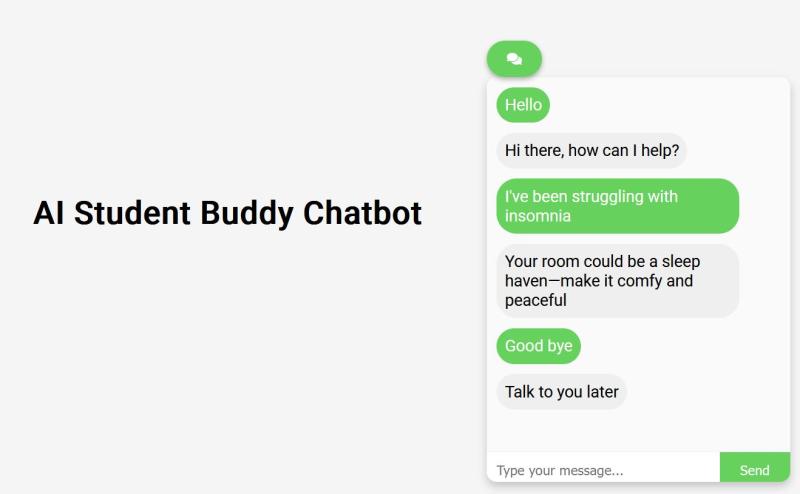 AI Student Buddy Chatbot
Hello
Hi there, how can I help?
I've been struggling with
insomnia
Your room could be a sleep
haven—make it comfy and
peaceful
Good bye
Talk to you later
Type your message...
Send